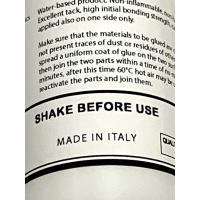 Water-based product. Non-inflammable,
Excellent tack, high initial bonding strength, c
applied also on one side only.
Make sure that the materials to be glued are
not present traces of dust or residues of other
spread a uniform coat of glue on the two
then join the two parts within a time of no
minutes, after this time 60°C hot air may be
reactivate the parts and join them.
SHAKE BEFORE USE
MADE IN ITALY
QUAL